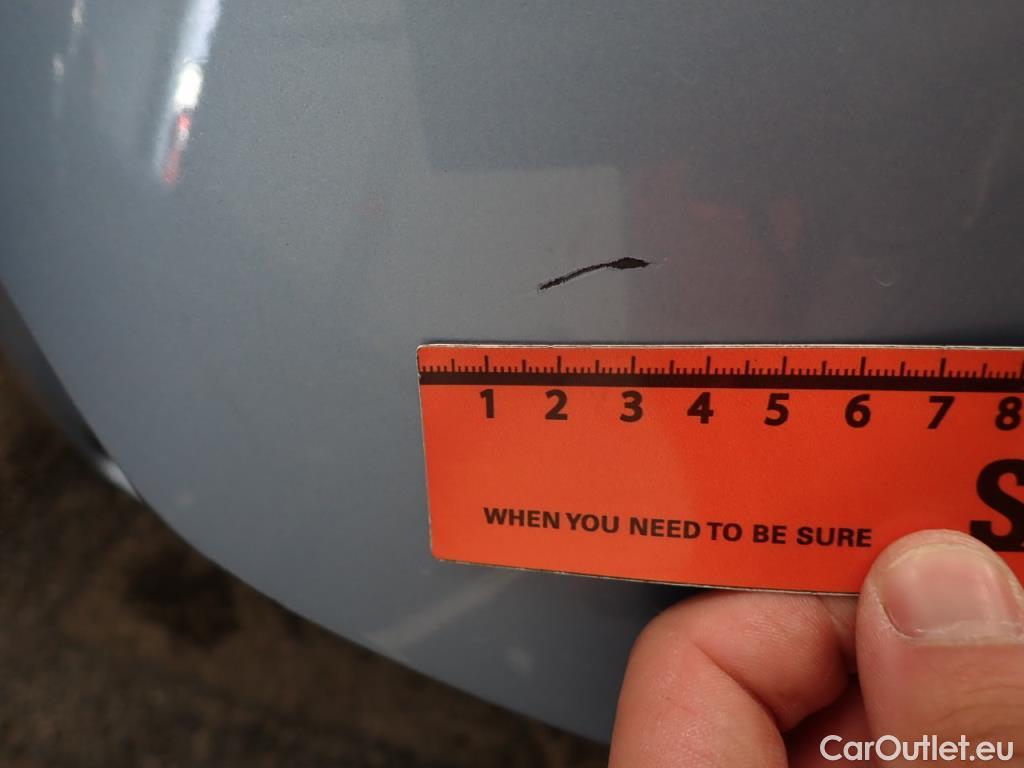 1 2 3 4 5 6 7 8
WHEN YOU NEED TO BE SURE
CarOutlet.eu